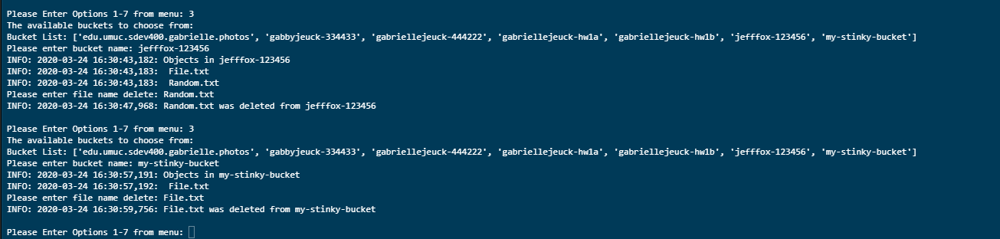 Please Enter Options 1-7 from menu: 3
The available buckets to choose from:
Bucket List: ['edu.umuc.sdev400.gabrielle.photos', 'gabbyjeuck-334433', 'gabriellejeuck-444222', 'gabriellejeuck-hw1a', 'gabriellejeuck-hw1b', 'jefffox-123456', 'my-stinky-bucket']
Please enter bucket name: jefffox-123456
INFO: 2020-03-24 16:30:43,182: Objects in jefffox-123456
INFO: 2020-03-24 16:30:43,183:  File.txt
INFO: 2020-03-24 16:30:43,183:  Random.txt
Please enter file name delete: Random.txt
INFO: 2020-03-24 16:30:47,968: Random.txt was deleted from jefffox-123456
Please Enter Options 1-7 from menu: 3
The available buckets to choose from:
Bucket List: ['edu.umuc.sdev400.gabrielle.photos', 'gabbyjeuck-334433', 'gabriellejeuck-444222', 'gabriellejeuck-hw1a', 'gabriellejeuck-hw1b', 'jefffox-123456', 'my-stinky-bucket']
Please enter bucket name: my-stinky-bucket
INFO: 2020-03-24 16:30:57,191: Objects in my-stinky-bucket
INFO: 2020-03-24 16:30:57,192:  File.txt
Please enter file name delete: File.txt
INFO: 2020-03-24 16:30:59,756: File.txt was deleted from my-stinky-bucket
Please Enter Options 1-7 from menu: